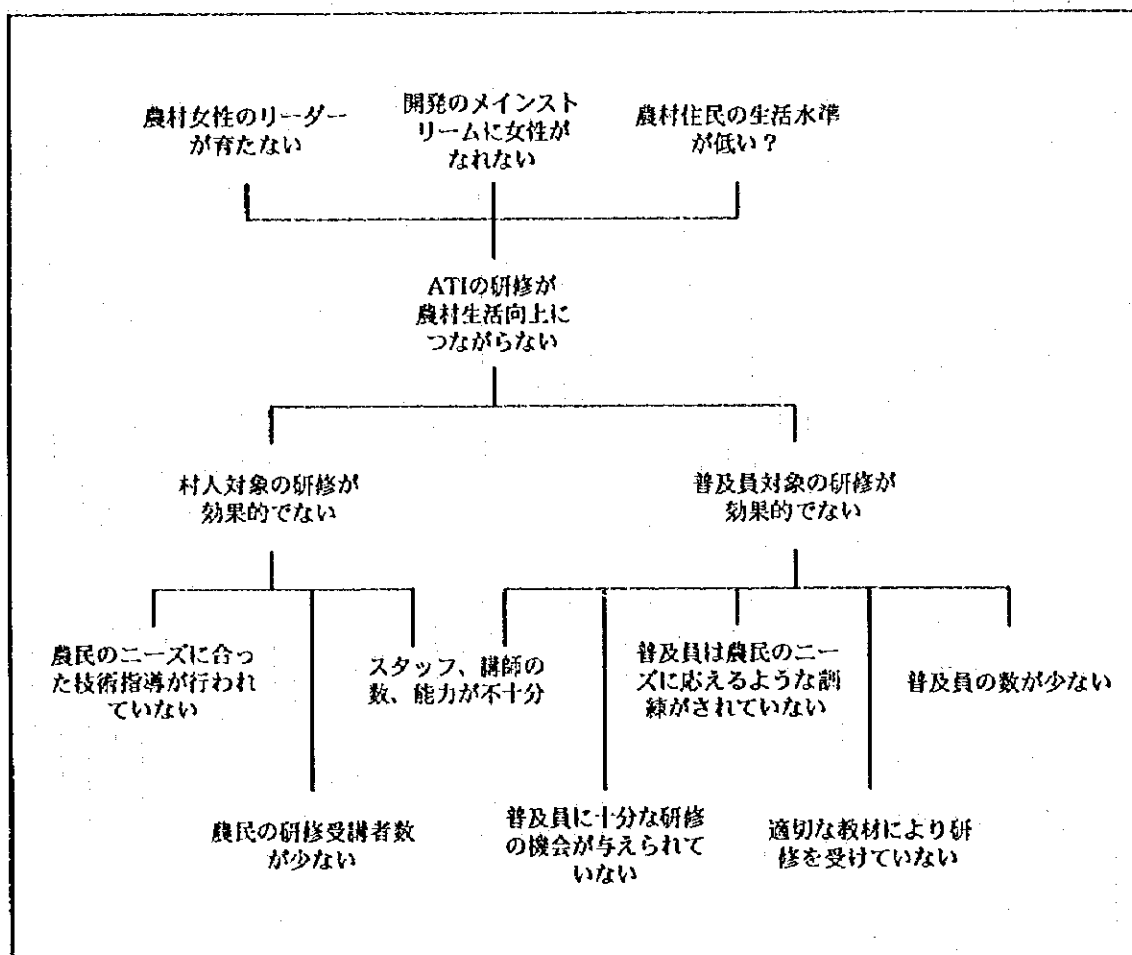 農村女性のリーダー
が育たない
開発のメインスト
リームに女性が
なれない
農村住民の生活水準
が低い？
ATIの研修が
農村生活向上に
つながらない
村人対象の研修が
効果的でない
普及員対象の研修が
効果的でない
農民のニーズに合っ
た技術指導が行われ
ていない
スタッフ、講師の
数、能力が不十分
普及員は農民のニー
ズに応えるような訓
練がされていない
普及員の数が少ない
農民の研修受講者数
が少ない
普及員に十分な研修
の機会が与えられて
いない
適切な教材により研
修を受けていない